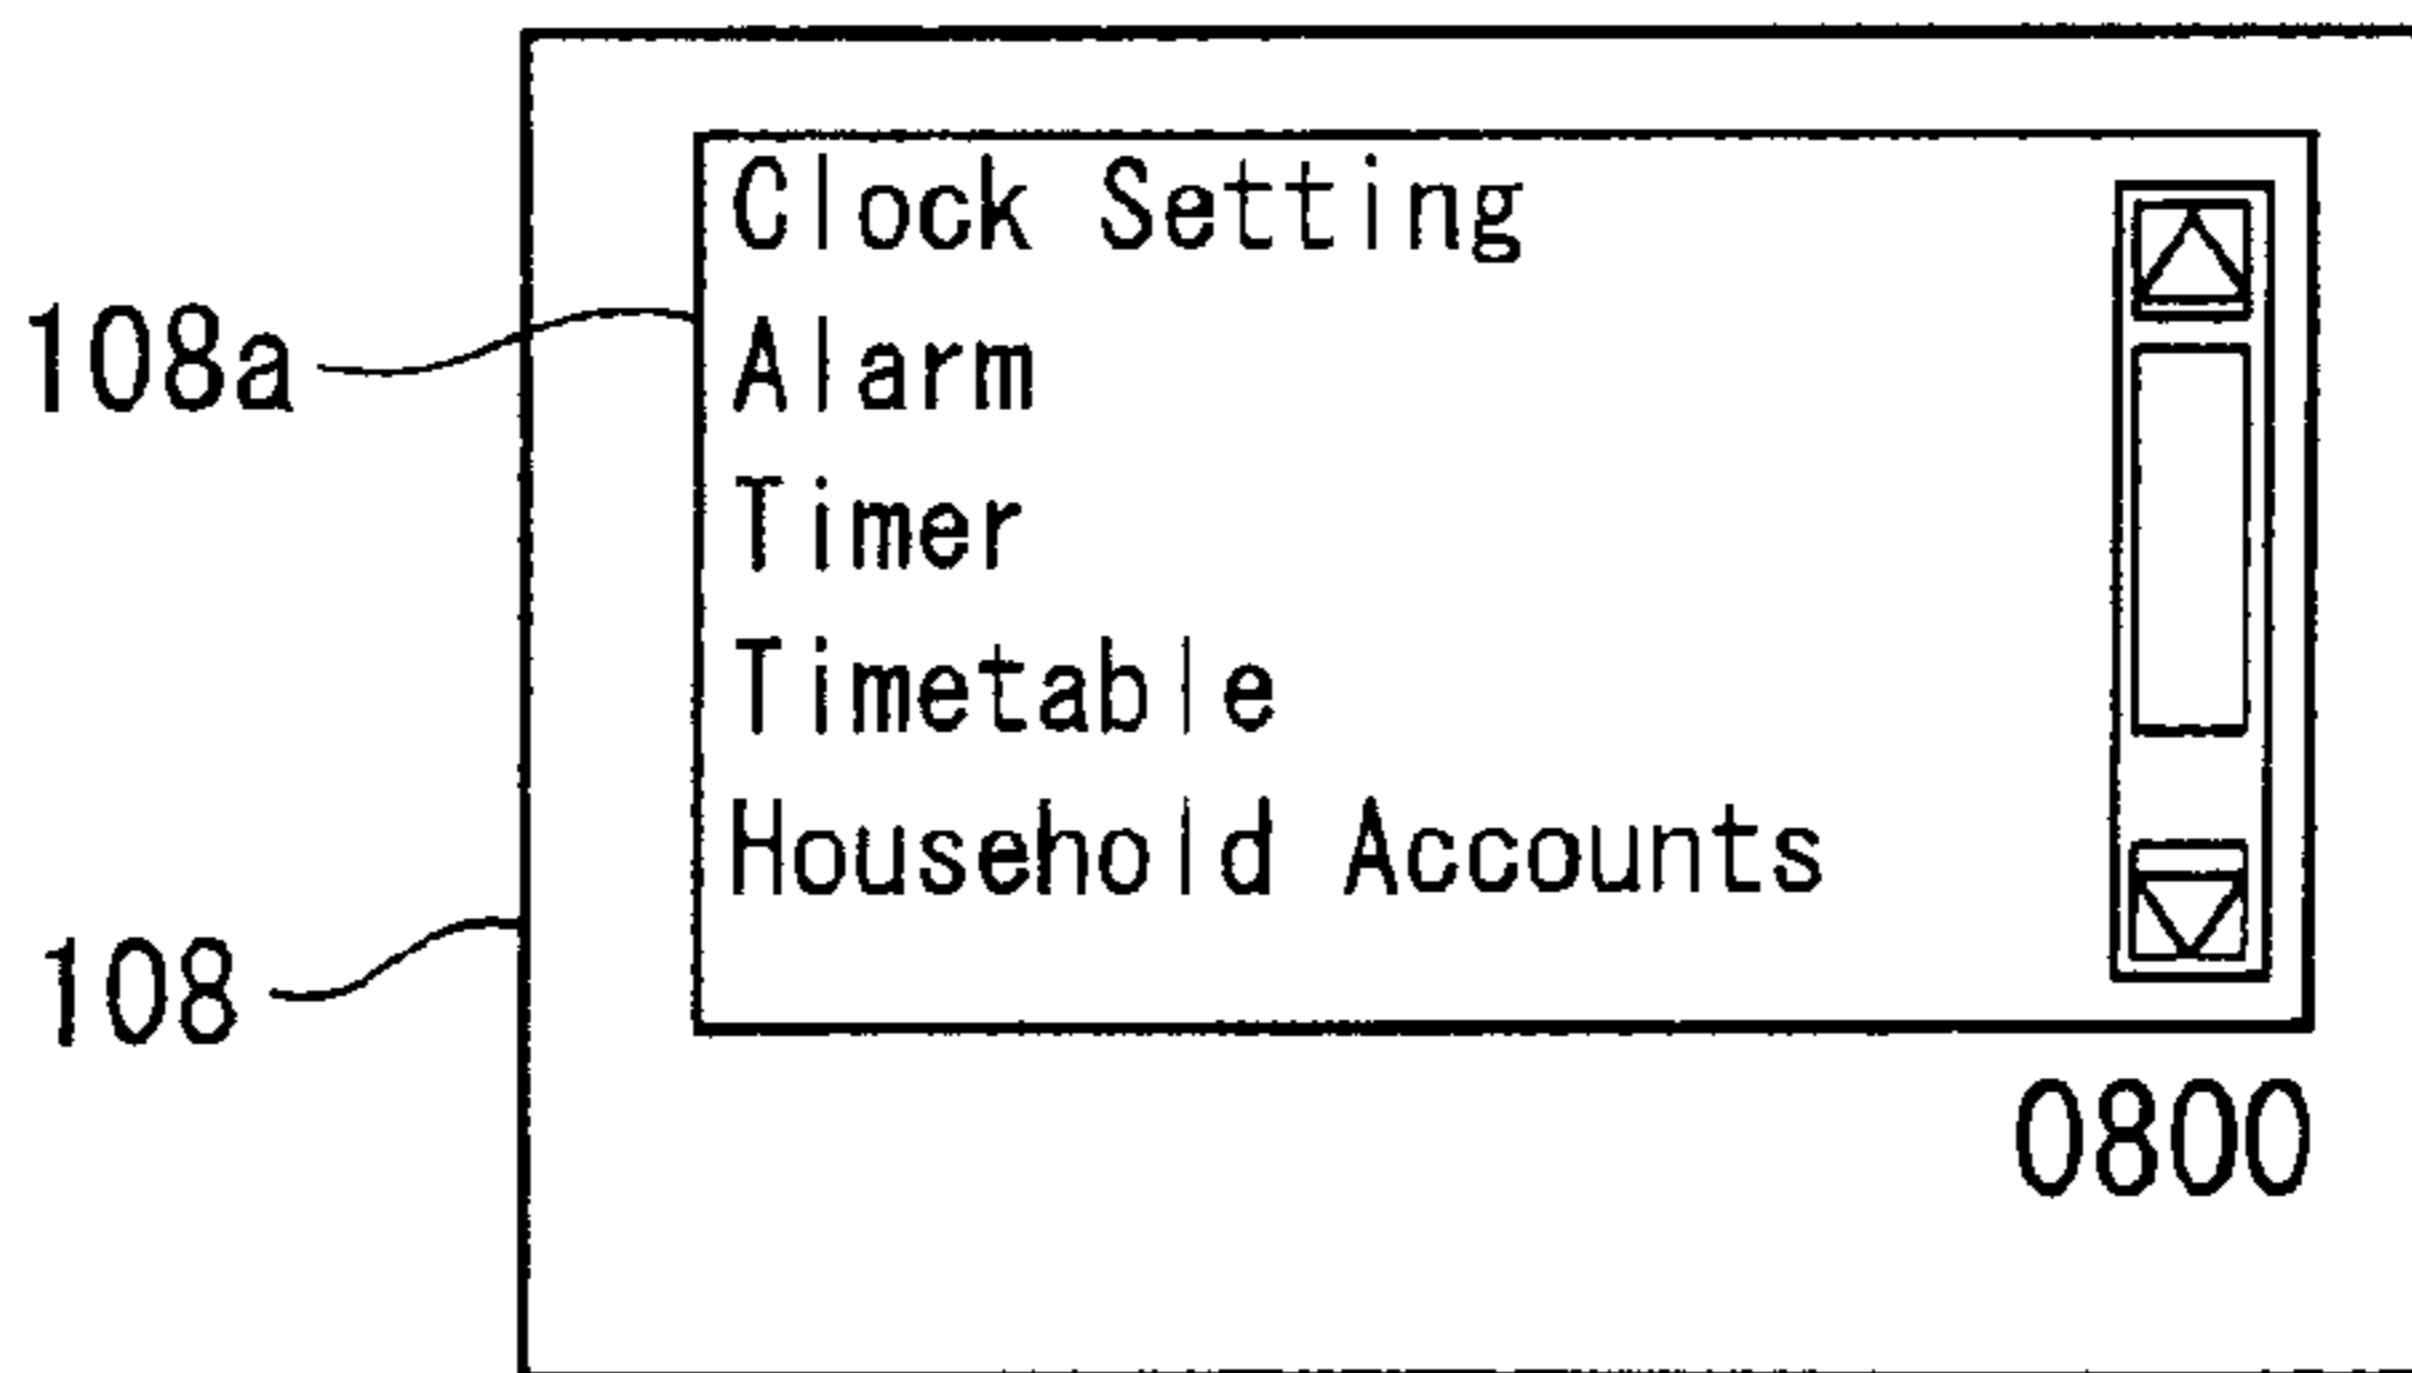 Clock Setting
108a
Alarm
Timer
Timetable
Household Accounts
108
0800